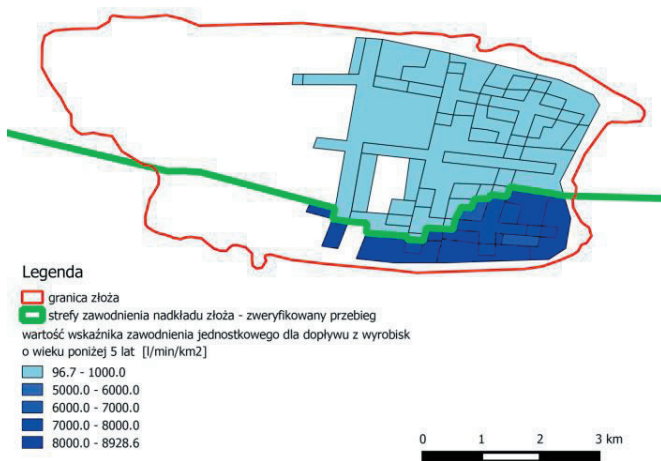 Legenda
granica złoża
strefy zawodnienia nadkładu złoża - zweryfikowany przebieg
wartość wskaźnika zawodnienia jednostkowego dla dopływu z wyrobisk
o wieku poniżej 5 lat [l/min/km2]
96.7 - 1000.0
5000.0 - 6000.0
6000.0 - 7000.0
7000.0 - 8000.0
8000.0 - 8928.6
0 1 2 3 km